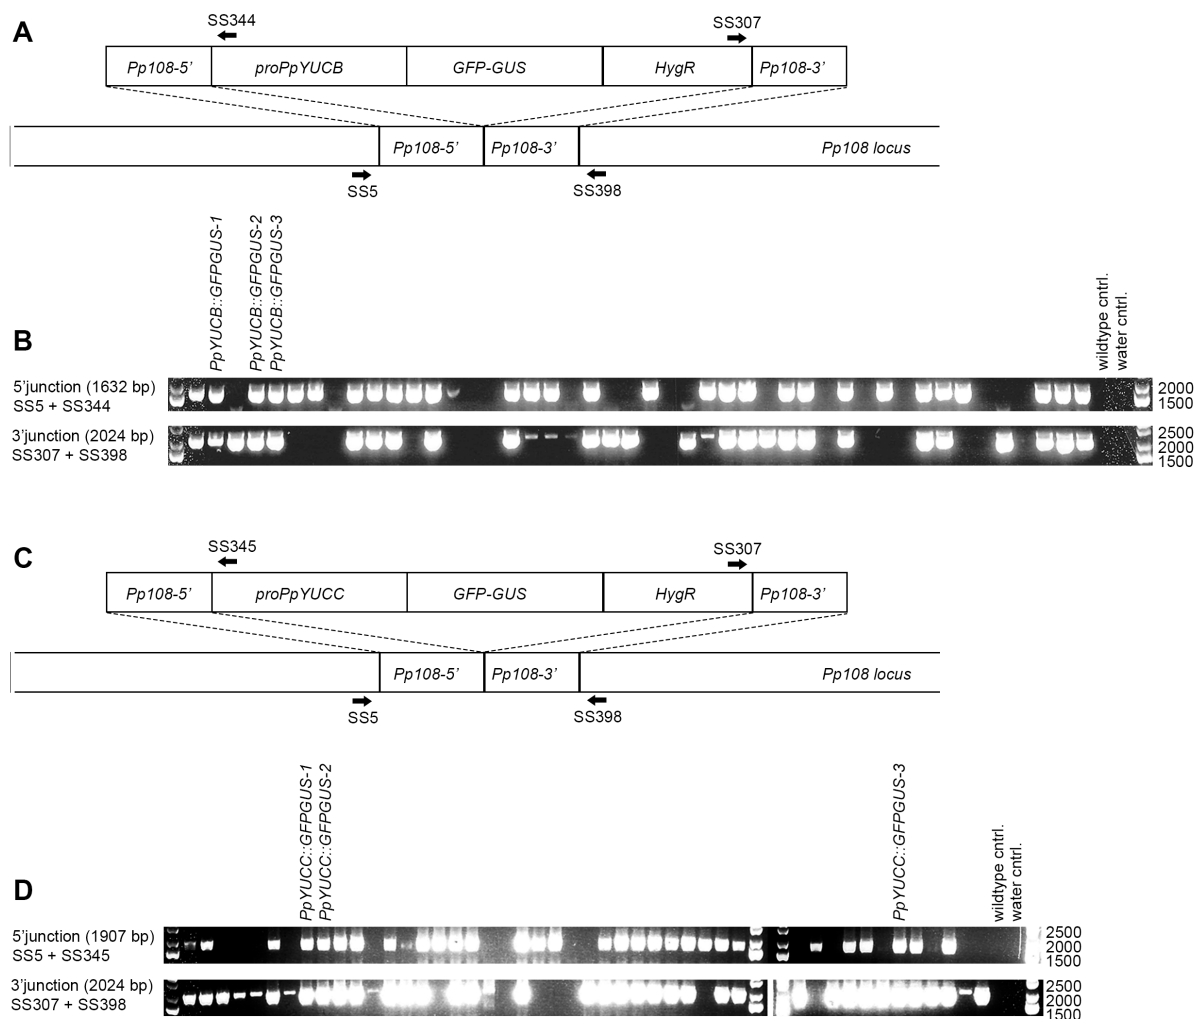 A
SS344
SS307
Pp108-5’
proPpYUCB
GFP-GUS
HygR
Pp108-3’
Pp108-5’
Pp108-3’
Pp108 locus
SS5
SS398
PpYUCB::GFPGUS-1
PpYUCB::GFPGUS-2
PpYUCB::GFPGUS-3
wildtype cntrl.
water cntrl.
B
5’junction (1632 bp)
SS5 + SS344
2000
1500
3’junction (2024 bp)
SS307 + SS398
2500
2000
1500
C
SS345
SS307
Pp108-5’
proPpYUCC
GFP-GUS
HygR
Pp108-3’
Pp108-5’
Pp108-3’
Pp108 locus
SS5
SS398
PpYUCC::GFPGUS-1
PpYUCC::GFPGUS-2
PpYUCC::GFPGUS-3
wildtype cntrl.
water cntrl.
D
5’junction (1907 bp)
SS5 + SS345
2500
2000
1500
3’junction (2024 bp)
SS307 + SS398
2500
2000
1500